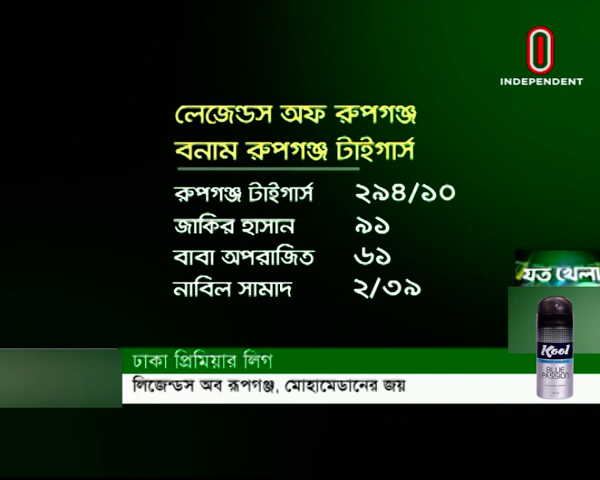 INDEPENDENT
লেজেন্ডস অফ রুপগঞ্জ
বনাম রুপগঞ্জ টাইগার্স
রুপগঞ্জ টাইগার্স ২৯৪/১০
জাকির হাসান ৯১
বাবা অপরাজিত ৬১
নাবিল সামাদ ২/৩৯
যত খেলা
Kool
BLUE
PASSION
ঢাকা প্রিমিয়ার লিগ
লিজেন্ডস অব রূপগঞ্জ, মোহামেডানের জয়